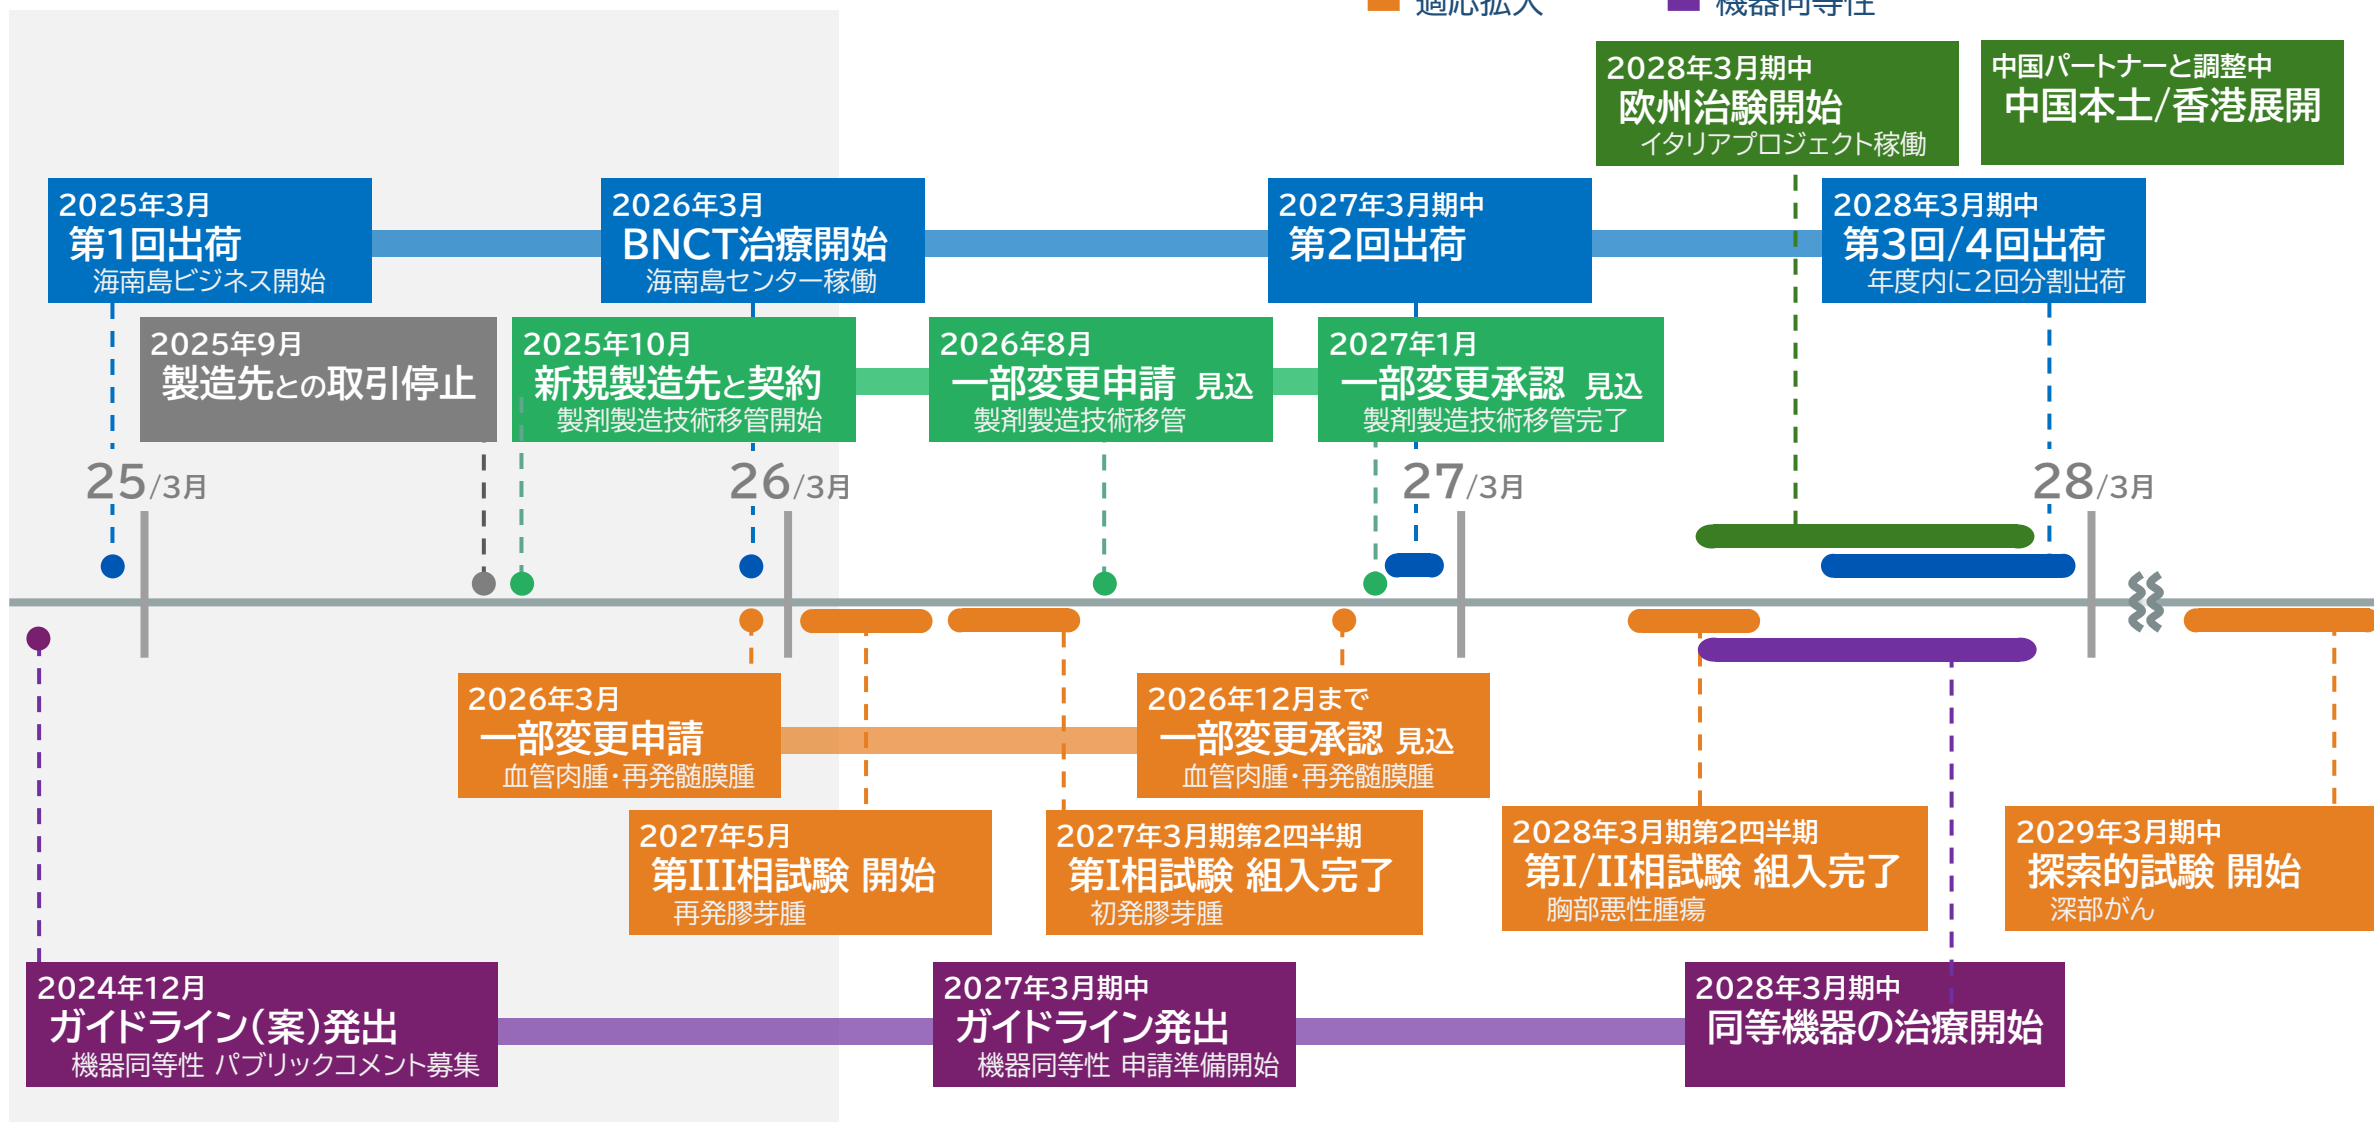 適応拡大
機器同等性
2028年3月期中
欧州治験開始
イタリアプロジェクト稼働
中国パートナーと調整中
中国本土/香港展開
2025年3月
第1回出荷
海南島ビジネス開始
2026年3月
BNCT治療開始
海南島センター稼働
2027年3月期中
第2回出荷
2028年3月期中
第3回/4回出荷
年度内に2回分割出荷
2025年9月
製造先との取引停止
2025年10月
新規製造先と契約
製剤製造技術移管開始
2026年8月
一部変更申請 見込
製剤製造技術移管
2027年1月
一部変更承認 見込
製剤製造技術移管完了
25/3月
26/3月
27/3月
28/3月
2026年3月
一部変更申請
血管肉腫・再発髄膜腫
2026年12月まで
一部変更承認 見込
血管肉腫・再発髄膜腫
2027年5月
第III相試験 開始
再発膠芽腫
2027年3月期第2四半期
第I相試験 組入完了
初発膠芽腫
2028年3月期第2四半期
第I/II相試験 組入完了
胸部悪性腫瘍
2029年3月期中
探索的試験 開始
深部がん
2024年12月
ガイドライン(案)発出
機器同等性 パブリックコメント募集
2027年3月期中
ガイドライン発出
機器同等性 申請準備開始
2028年3月期中
同等機器の治療開始